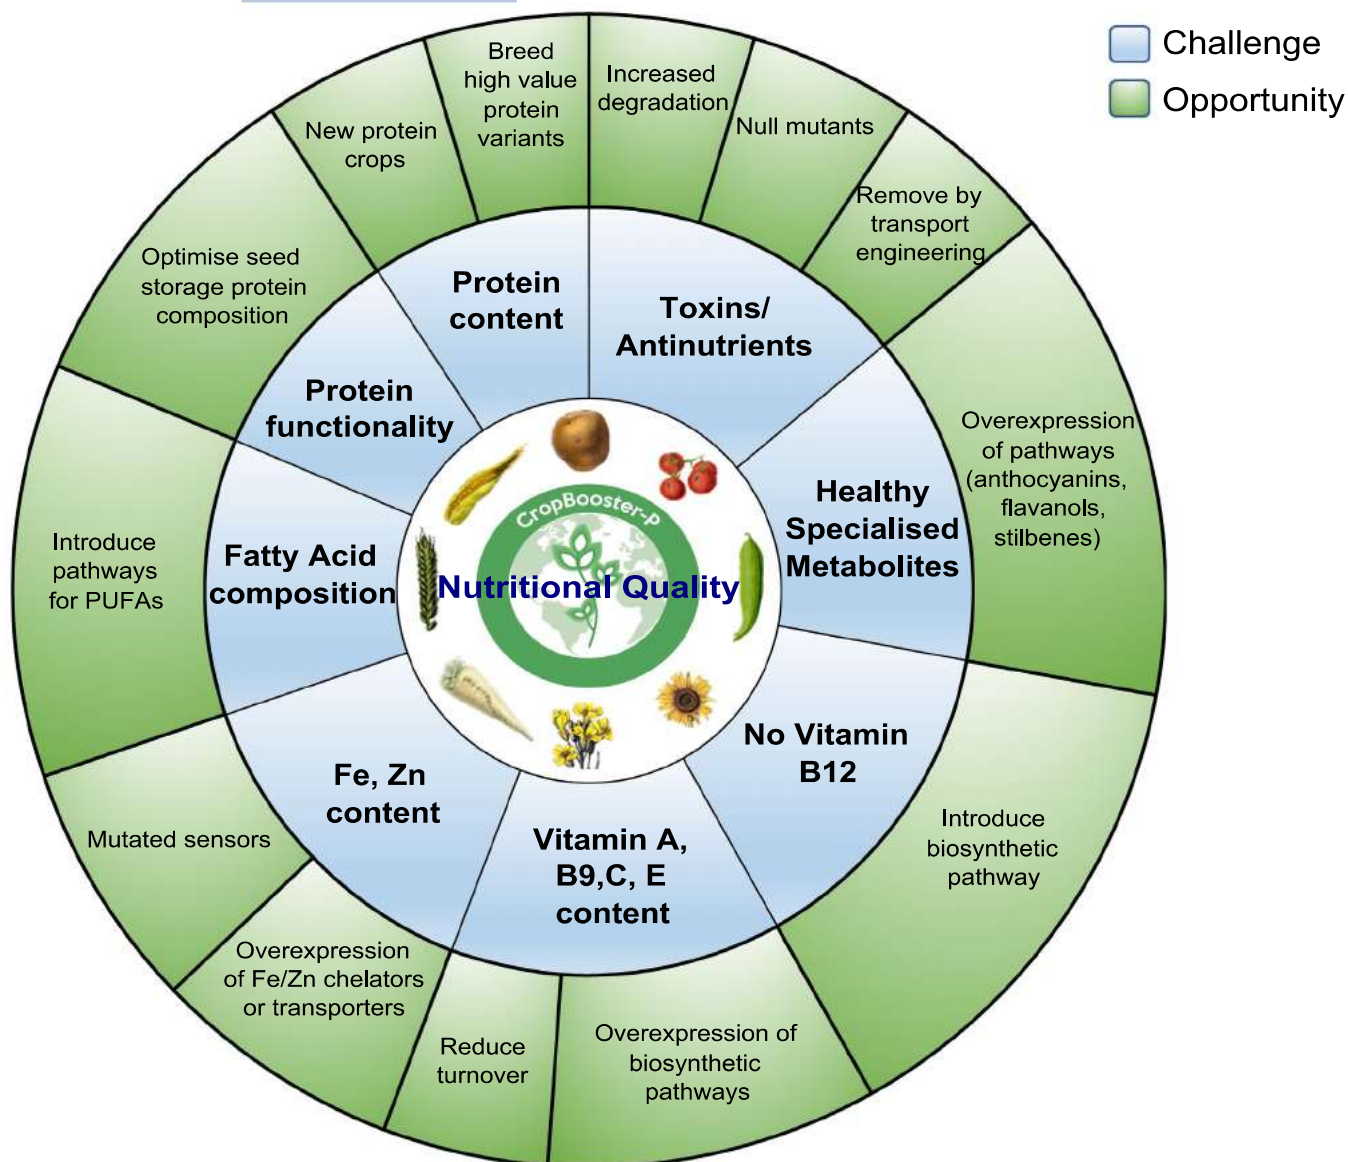 Challenge
Opportunity
Breed
high value
protein
variants
Increased
degradation
Null mutants
Remove by
transport
engineering
New protein
crops
Optimise seed
storage protein
composition
Protein
content
Toxins/
Antinutrients
Protein
functionality
Overexpression
of pathways
(anthocyanins,
flavanols,
stilbenes)
Healthy
Specialised
Metabolites
Introduce
pathways
for PUFAs
Fatty Acid
composition
CropBooster-P
Nutritional Quality
No Vitamin
B12
Fe, Zn
content
Vitamin A,
B9,C, E
content
Mutated sensors
Introduce
biosynthetic
pathway
Overexpression
of Fe/Zn chelators
or transporters
Reduce
turnover
Overexpression of
biosynthetic
pathways